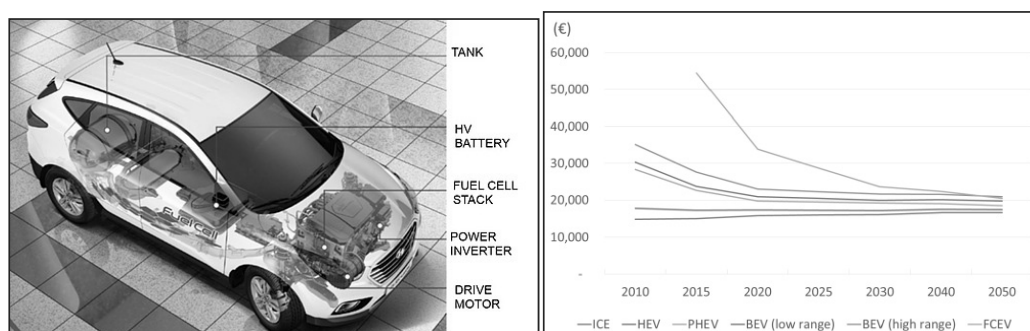 TANK
HV
BATTERY
FUEL CELL
STACK
POWER
INVERTER
DRIVE
MOTOR
Fuel cell
(€)
60,000
50,000
40,000
30,000
20,000
10,000
-
2010 2015 2020 2025 2030 2040 2050
ICE HEV PHEV BEV (low range) BEV (high range) FCEV